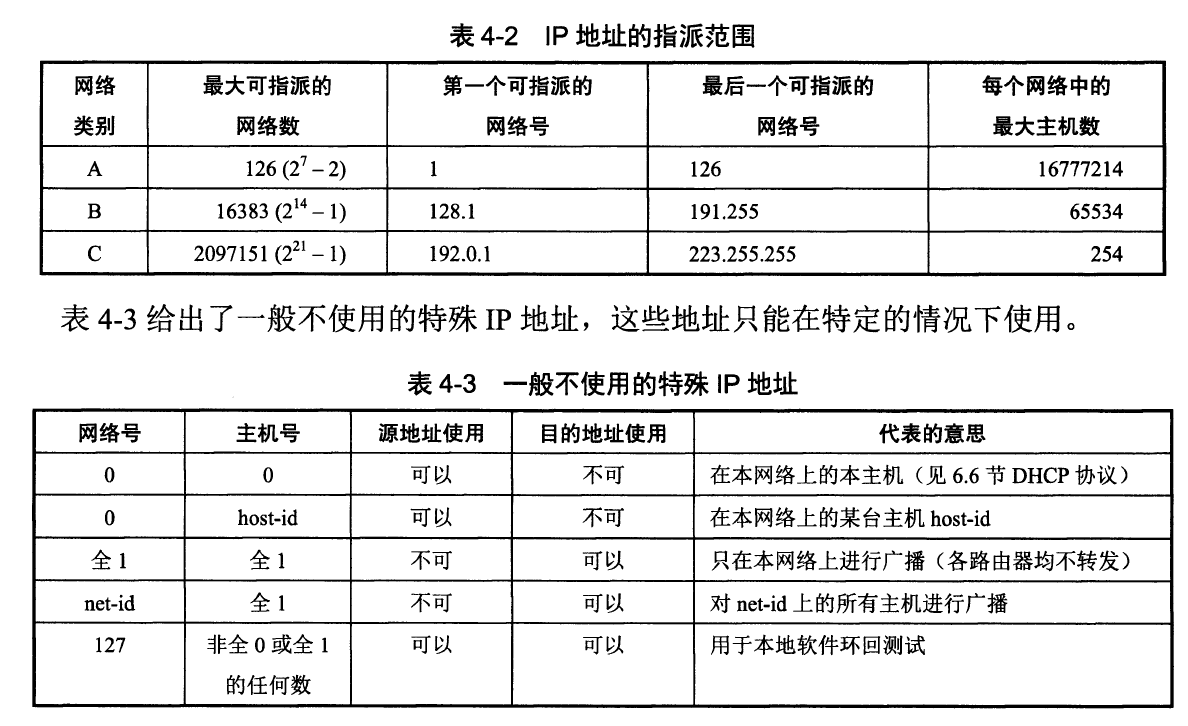 表 4-2 IP 地址的指派范围
网络类别 最大可指派的网络数 第一个可指派的网络号 最后一个可指派的网络号 每个网络中的最大主机数
A 126 (2⁷ – 2) 1 126 16777214
B 16383 (2¹⁴ – 1) 128.1 191.255 65534
C 2097151 (2²¹ – 1) 192.0.1 223.255.255 254
表 4-3 给出了一般不使用的特殊 IP 地址，这些地址只能在特定的情况下使用。
表 4-3 一般不使用的特殊 IP 地址
网络号 主机号 源地址使用 目的地址使用 代表的意思
0 0 可以 不可 在本网络上的本主机（见 6.6 节 DHCP 协议）
0 host-id 可以 不可 在本网络上的某台主机 host-id
全 1 全 1 不可 可以 只在本网络上进行广播（各路由器均不转发）
net-id 全 1 不可 可以 对 net-id 上的所有主机进行广播
127 非全 0 或全 1 的任何数 可以 可以 用于本地软件环回测试